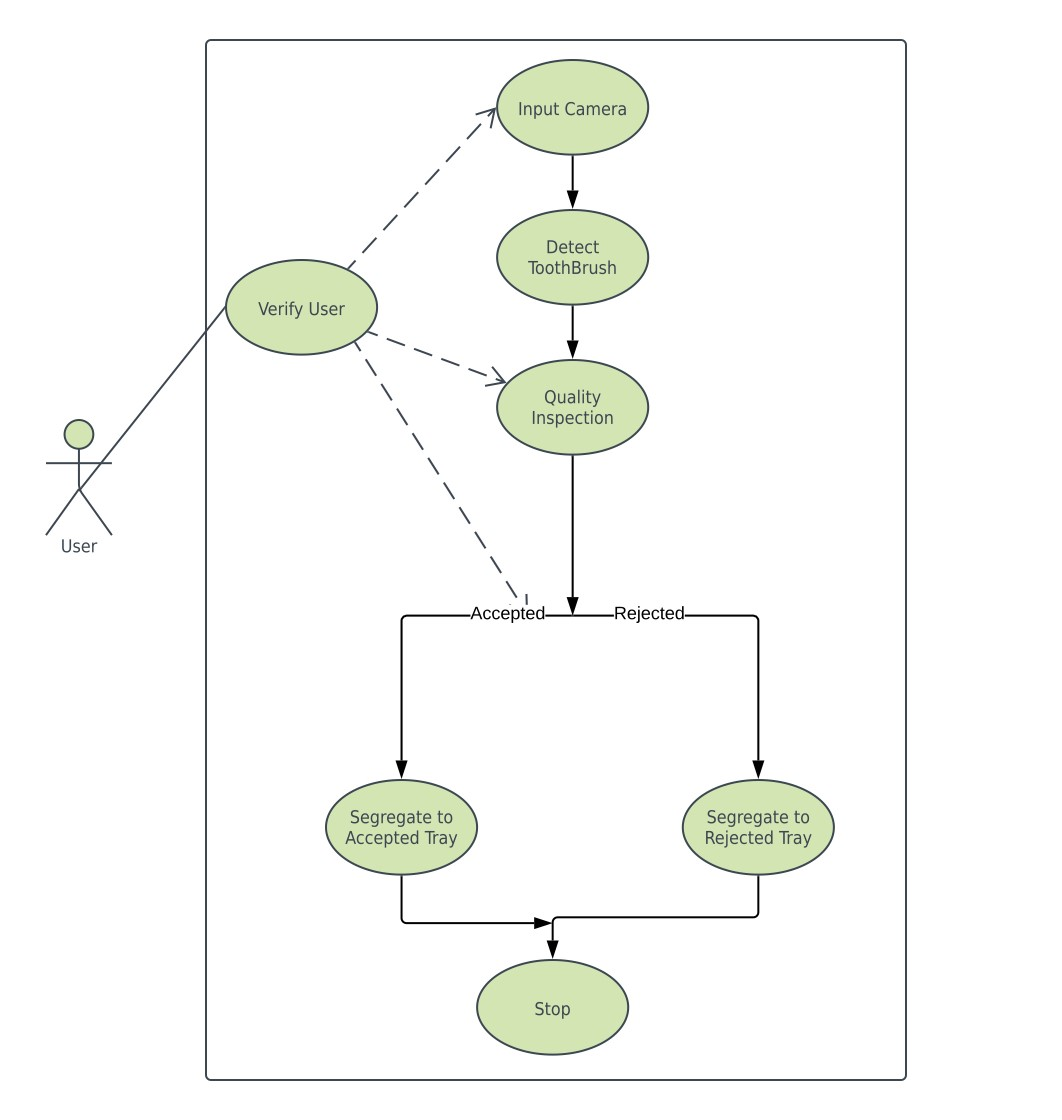 Input Camera
Detect
ToothBrush
Verify User
Quality
Inspection
User
Accepted
Rejected
Segregate to
Accepted Tray
Segregate to
Rejected Tray
Stop